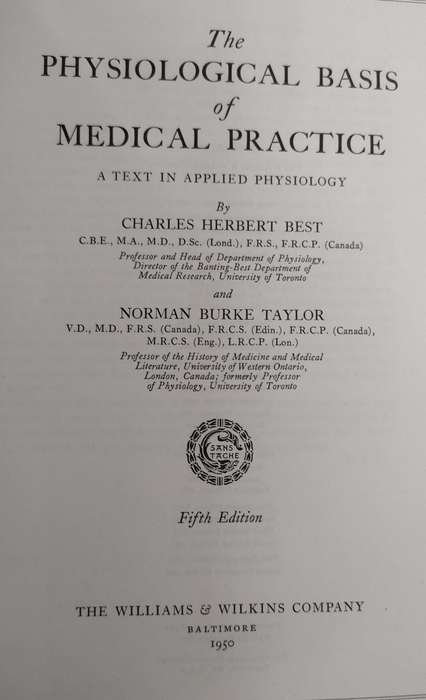 The
PHYSIOLOGICAL BASIS
of
MEDICAL PRACTICE
A TEXT IN APPLIED PHYSIOLOGY
By
CHARLES HERBERT BEST
C.B.E., M.A., M.D., D.Sc. (Lond.), F.R.S., F.R.C.P. (Canada)
Professor and Head of Department of Physiology,
Director of the Banting-Best Department of
Medical Research, University of Toronto
and
NORMAN BURKE TAYLOR
V.D., M.D., F.R.S. (Canada), F.R.C.S. (Edin.), F.R.C.P. (Canada),
M.R.C.S. (Eng.), L.R.C.P. (Lon.)
Professor of the History of Medicine and Medical
Literature, University of Western Ontario,
London, Canada; formerly Professor
of Physiology, University of Toronto
SANS
TACHE
Fifth Edition
THE WILLIAMS & WILKINS COMPANY
BALTIMORE
1950